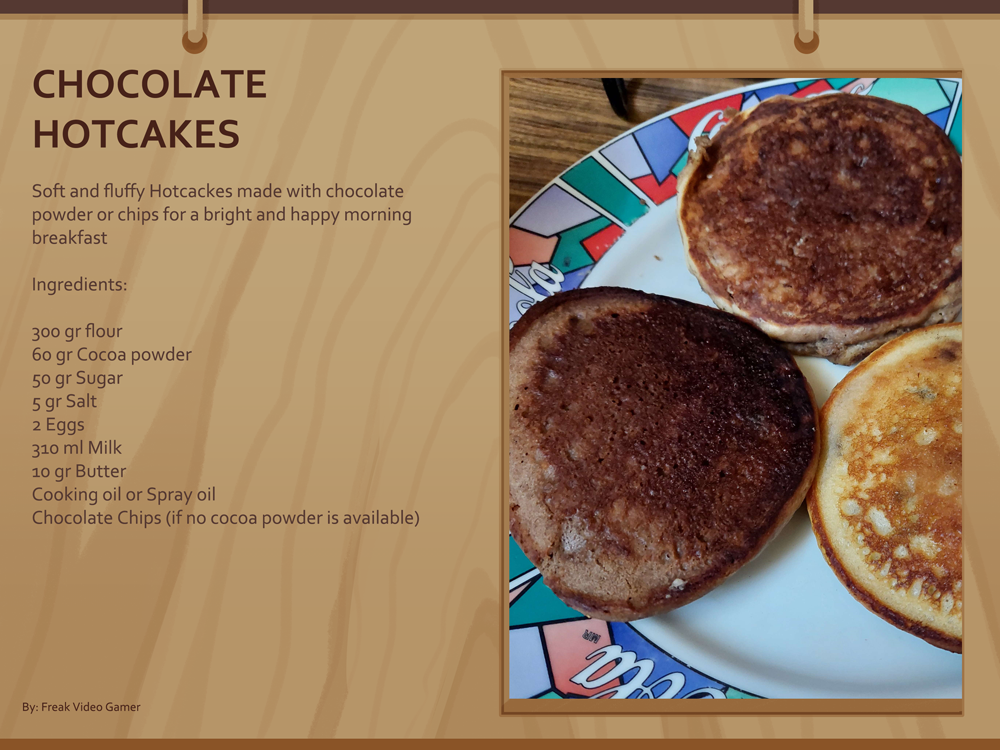 CHOCOLATE
HOTCAKES
Soft and fluffy Hotcackes made with chocolate
powder or chips for a bright and happy morning
breakfast
Ingredients:
300 gr flour
60 gr Cocoa powder
50 gr Sugar
5 gr Salt
2 Eggs
310 ml Milk
10 gr Butter
Cooking oil or Spray oil
Chocolate Chips (if no cocoa powder is available)
By: Freak Video Gamer
MR